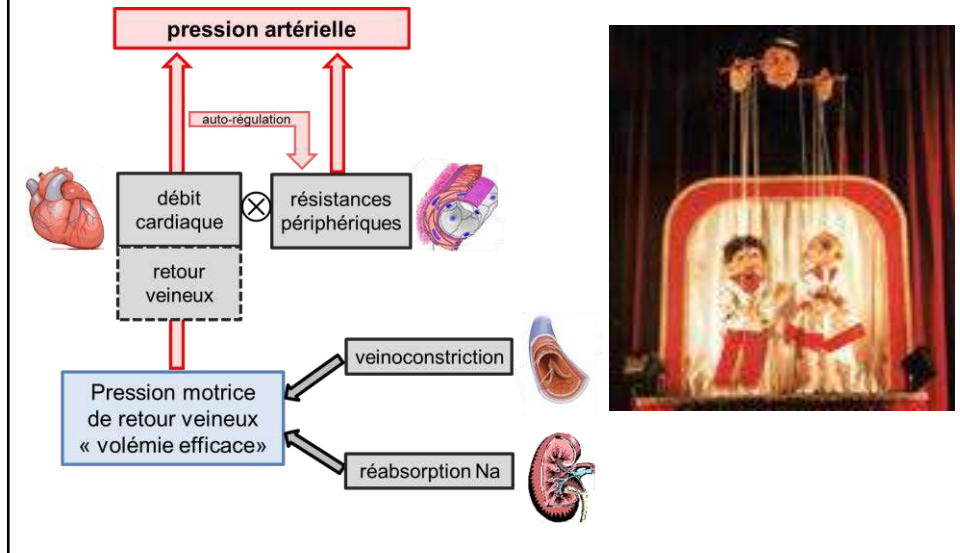 pression artérielle
auto-régulation
débit
cardiaque
résistances
périphériques
retour
veineux
veinoconstriction
Pression motrice
de retour veineux
« volémie efficace»
réabsorption Na